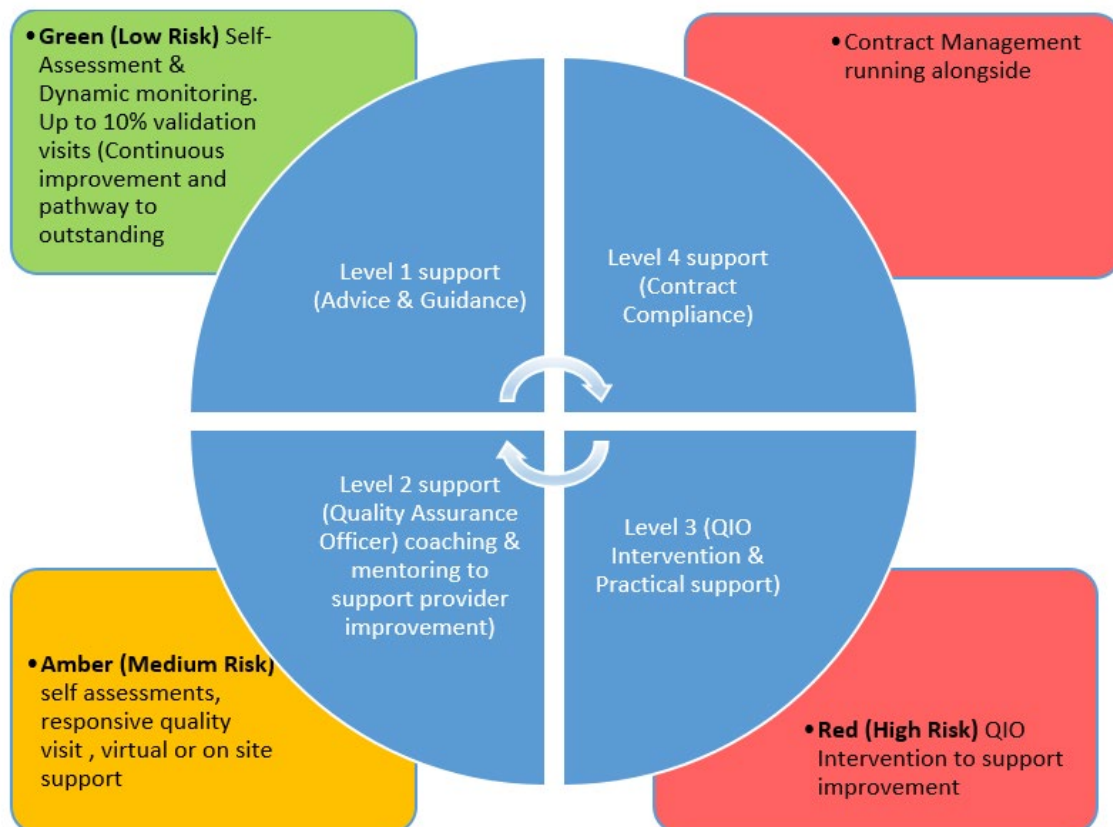 •Green (Low Risk) Self-
Assessment &
Dynamic monitoring.
Up to 10% validation
visits (Continuous
improvement and
pathway to
outstanding
•Contract Management
running alongside
Level 1 support
(Advice & Guidance)
Level 4 support
(Contract
Compliance)
Level 2 support
(Quality Assurance
Officer) coaching &
mentoring to
support provider
improvement)
Level 3 (QIO
Intervention &
Practical support)
•Amber (Medium Risk)
self assessments,
responsive quality
visit , virtual or on site
support
•Red (High Risk) QIO
Intervention to support
improvement